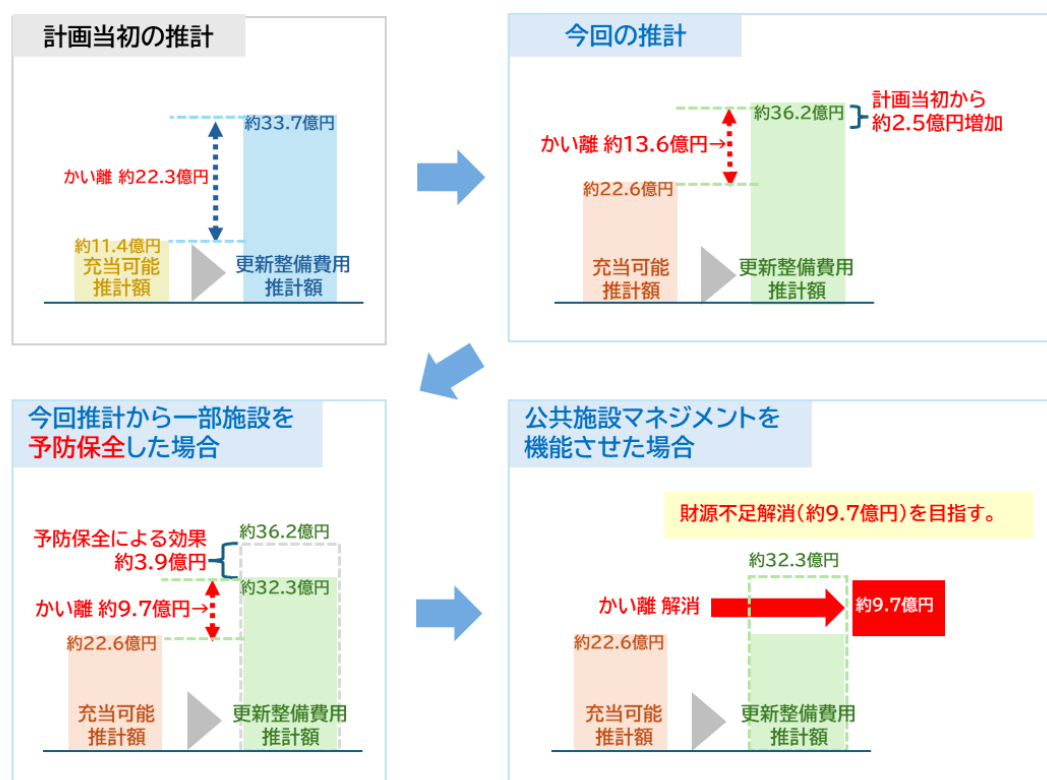 計画当初の推計
約33.7億円
かい離 約22.3億円
約11.4億円
充当可能
推計額
更新整備費用
推計額
今回の推計
約36.2億円
計画当初から
約2.5億円増加
かい離 約13.6億円→
約22.6億円
充当可能
推計額
更新整備費用
推計額
今回推計から一部施設を
予防保全した場合
約36.2億円
予防保全による効果
約3.9億円
約32.3億円
かい離 約9.7億円→
約22.6億円
充当可能
推計額
更新整備費用
推計額
公共施設マネジメントを
機能させた場合
財源不足解消(約9.7億円)を目指す。
約32.3億円
かい離 解消
約9.7億円
約22.6億円
充当可能
推計額
更新整備費用
推計額